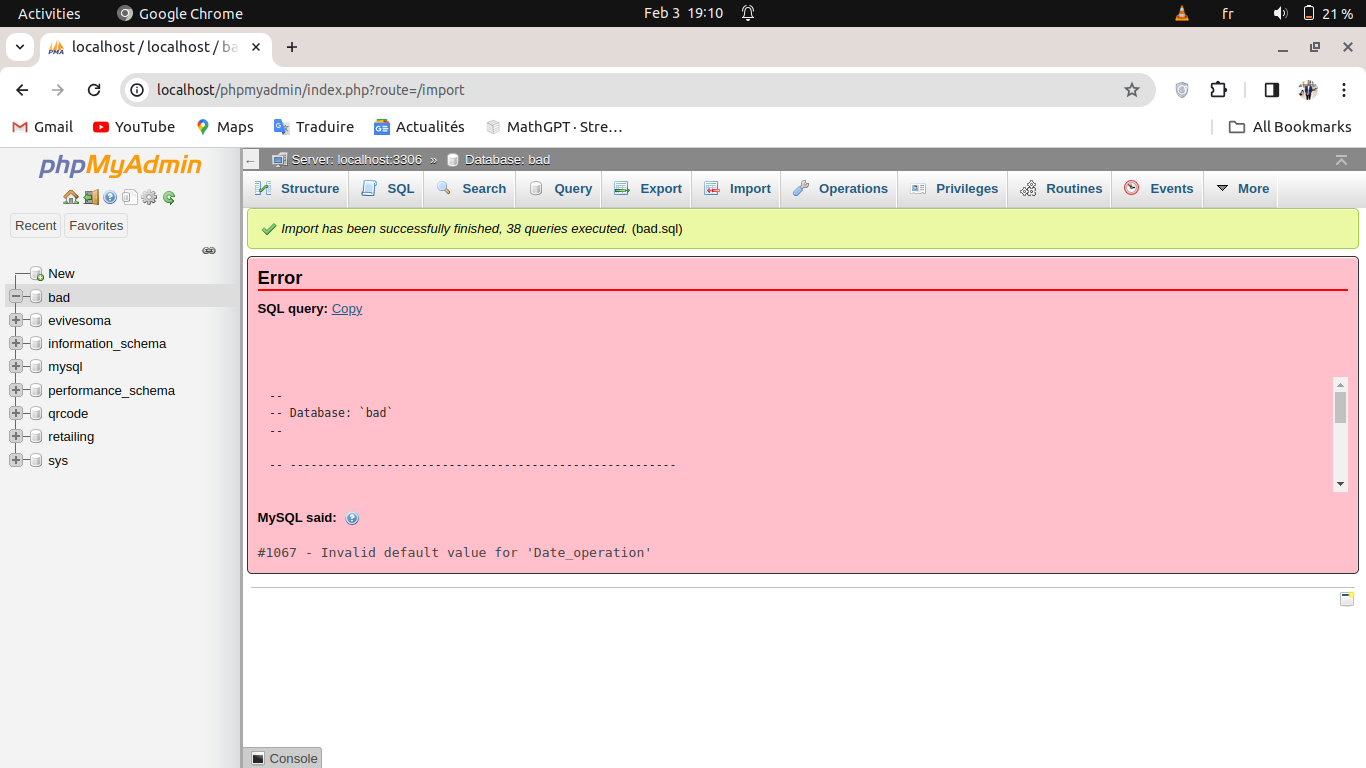 Activities
Google Chrome
Feb 3 19:10
fr
21 %
localhost / localhost / ba
localhost/phpmyadmin/index.php?route=/import
Gmail
YouTube
Maps
Traduire
Actualités
MathGPT · Stre…
All Bookmarks
phpMyAdmin
Recent
Favorites
New
bad
evivesoma
information_schema
mysql
performance_schema
qrcode
retailing
sys
Server: localhost:3306 » Database: bad
Structure
SQL
Search
Query
Export
Import
Operations
Privileges
Routines
Events
More
Import has been successfully finished, 38 queries executed. (bad.sql)
Error
SQL query: Copy
--
-- Database: `bad`
--
-- --------------------------------------------------------
MySQL said:
#1067 - Invalid default value for 'Date_operation'
Console